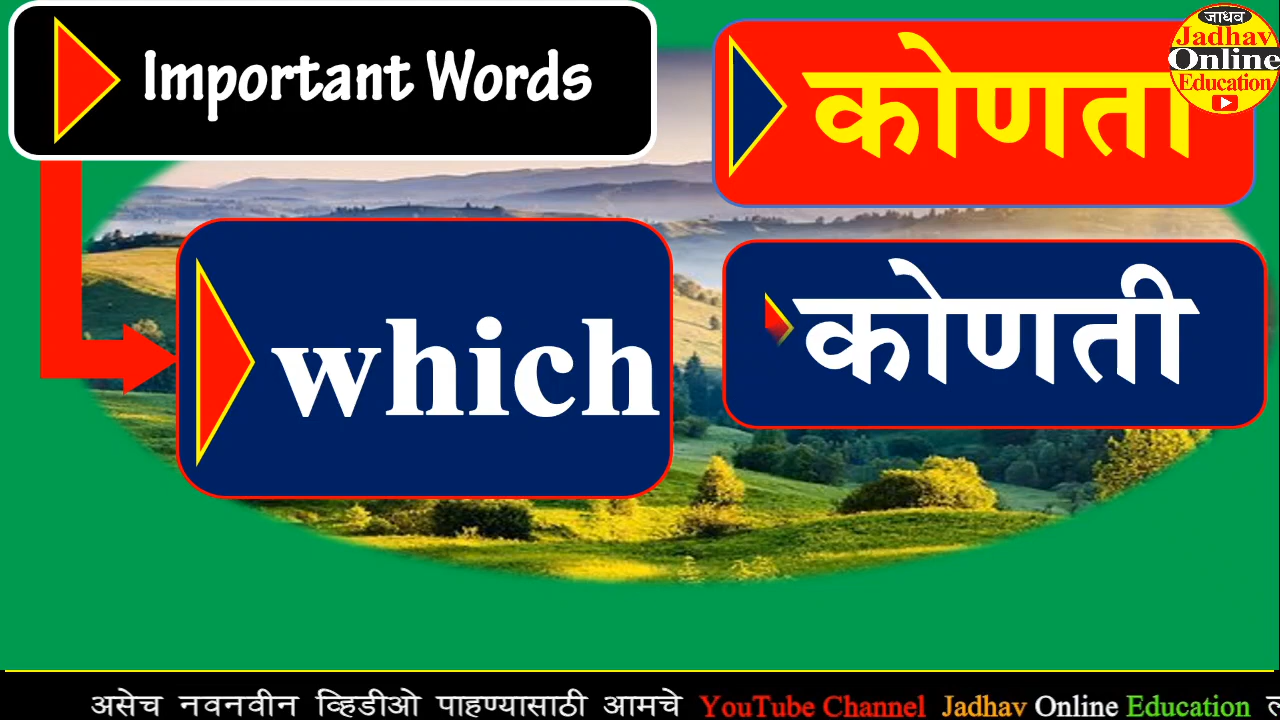 Important Words
which
कोणता
कोणती
जाधव
Jadhav
Online
Education
असेच नवनवीन व्हिडीओ पाहण्यासाठी आमचे YouTube Channel Jadhav Online Education